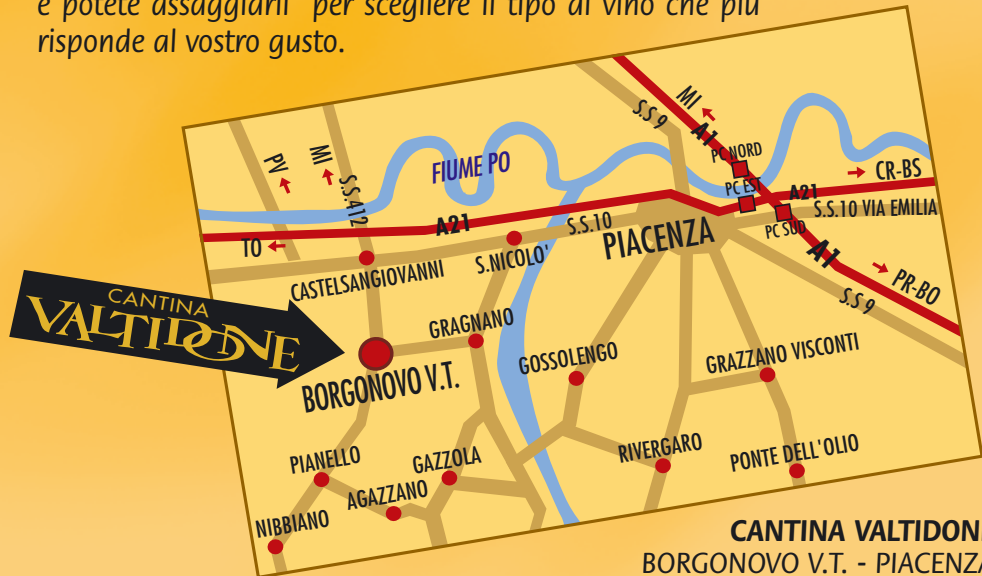 e potete assaggiarli per scegliere il tipo di vino che più
risponde al vostro gusto.
MI
S.S 9
A1
PV
MI
S.S.412
FIUME PO
PC NORD
PC EST
A21
CR-BS
S.S.10 VIA EMILIA
PC SUD
TO
A21
S.S.10
PIACENZA
A1
PR-BO
S.S 9
CASTELSANGIOVANNI
S.NICOLO'
CANTINA
VALTIDONE
BORGONOVO V.T.
GRAGNANO
GOSSOLENGO
GRAZZANO VISCONTI
PIANELLO
GAZZOLA
RIVERGARO
PONTE DELL'OLIO
AGAZZANO
NIBBIANO
CANTINA VALTIDON
BORGONOVO V.T. - PIACENZA